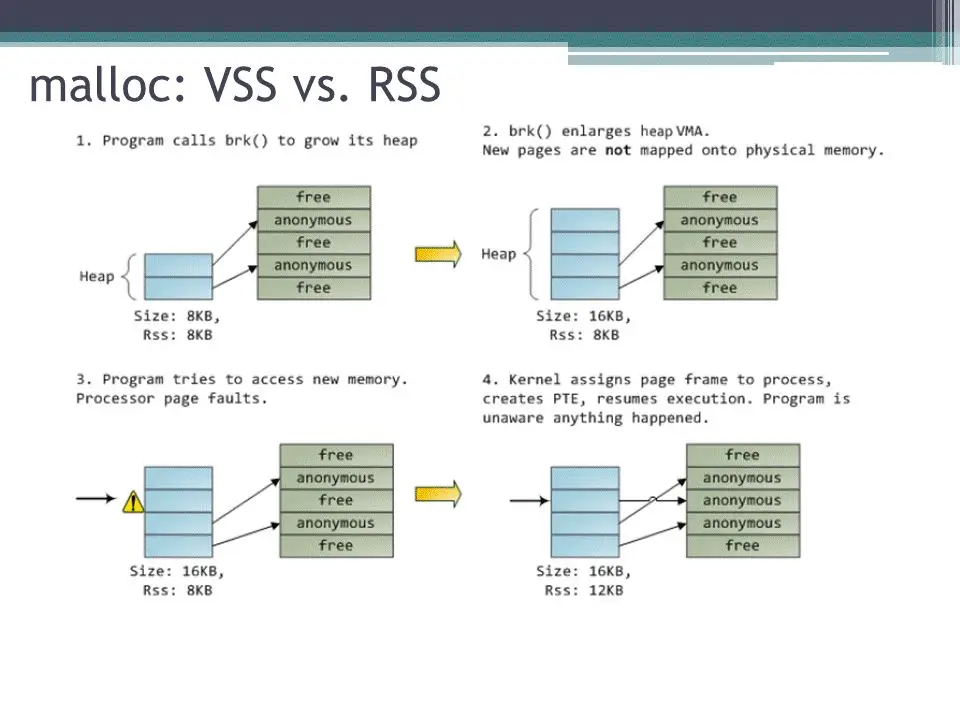 malloc: VSS vs. RSS
1. Program calls brk() to grow its heap
free
anonymous
free
anonymous
free
Heap
Size: 8KB,
Rss: 8KB
2. brk() enlarges heap VMA.
New pages are not mapped onto physical memory.
free
anonymous
free
anonymous
free
Heap
Size: 16KB,
Rss: 8KB
3. Program tries to access new memory.
Processor page faults.
free
anonymous
free
anonymous
free
Size: 16KB,
Rss: 8KB
4. Kernel assigns page frame to process,
creates PTE, resumes execution. Program is
unaware anything happened.
free
anonymous
anonymous
anonymous
free
Size: 16KB,
Rss: 12KB